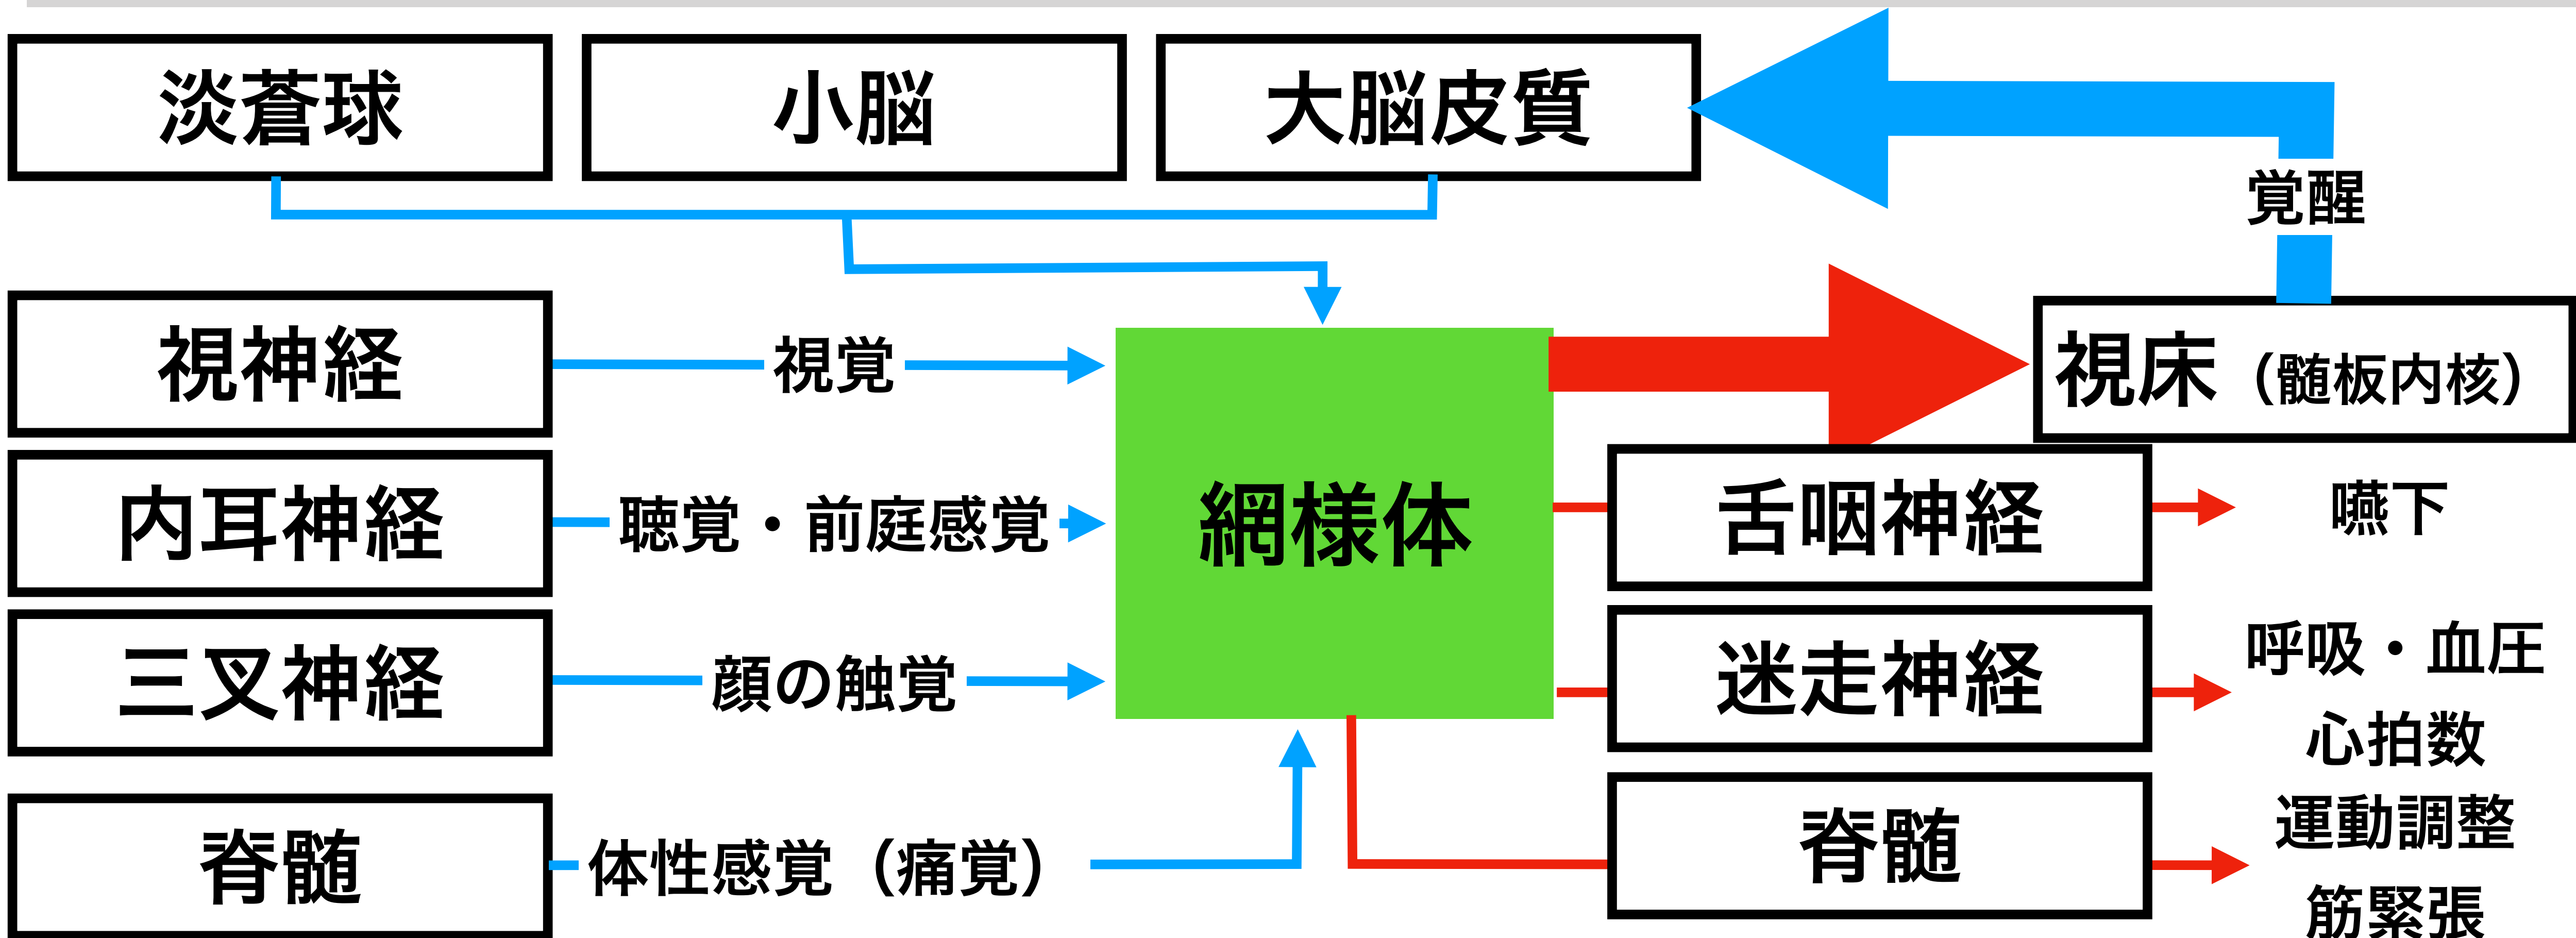 淡蒼球
小脳
大脳皮質
覚醒
視神経
視覚
視床（髄板内核）
内耳神経
聴覚・前庭感覚
網様体
舌咽神経
嚥下
三叉神経
顔の触覚
迷走神経
呼吸・血圧
心拍数
脊髄
体性感覚（痛覚）
脊髄
運動調整
筋緊張